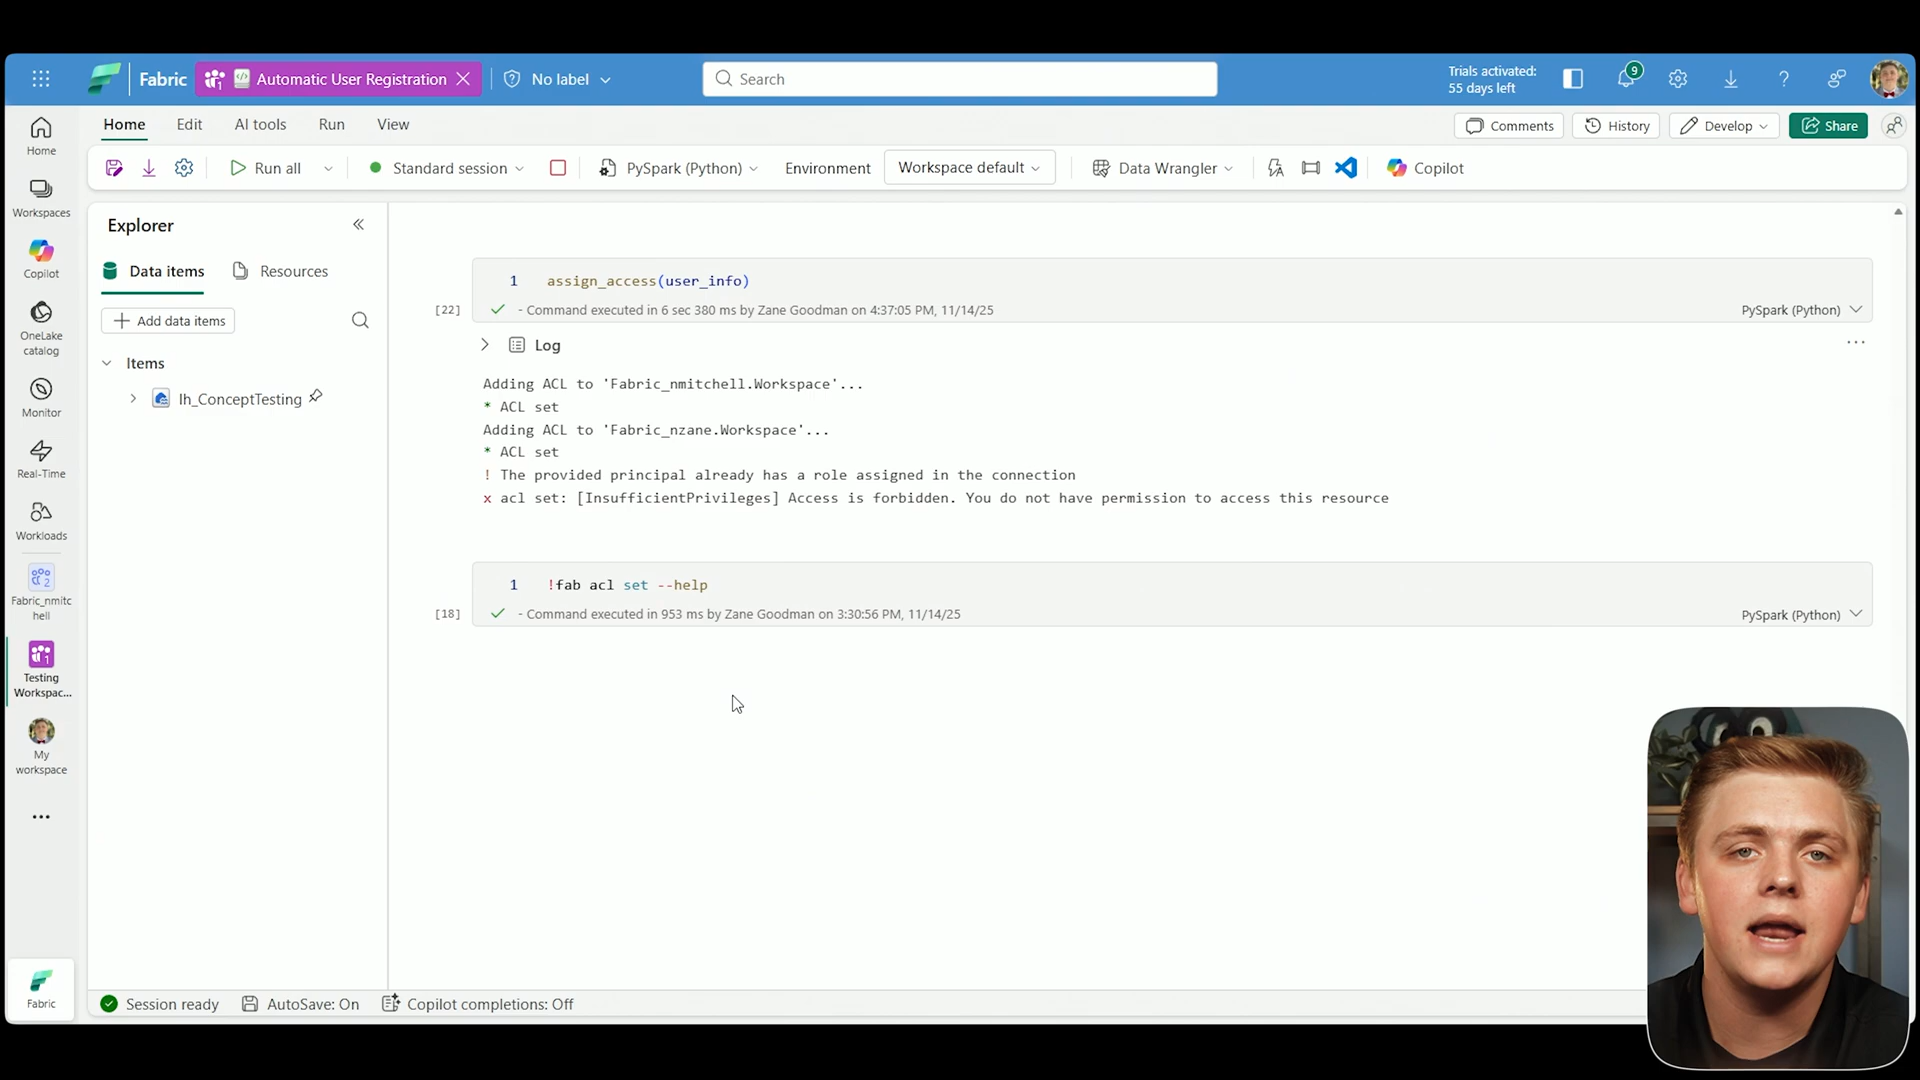 Fabric
Automatic User Registration
No label
Search
Trials activated:
55 days left
9
?
Home
Edit
AI tools
Run
View
Comments
History
Develop
Share
Run all
Standard session
PySpark (Python)
Environment
Workspace default
Data Wrangler
Copilot
Home
Workspaces
Copilot
OneLake
catalog
Monitor
Real-Time
Workloads
2
Fabric_nmitc
hell
1
Testing
Workspac...
My
workspace
...
Fabric
Explorer
Data items
Resources
Add data items
Items
lh_ConceptTesting
1 assign_access(user_info)
[22] - Command executed in 6 sec 380 ms by Zane Goodman on 4:37:05 PM, 11/14/25
PySpark (Python)
Log
...
Adding ACL to 'Fabric_nmitchell.Workspace'...
* ACL set
Adding ACL to 'Fabric_nzane.Workspace'...
* ACL set
! The provided principal already has a role assigned in the connection
x acl set: [InsufficientPrivileges] Access is forbidden. You do not have permission to access this resource
1 !fab acl set --help
[18] - Command executed in 953 ms by Zane Goodman on 3:30:56 PM, 11/14/25
PySpark (Python)
Session ready
AutoSave: On
Copilot completions: Off